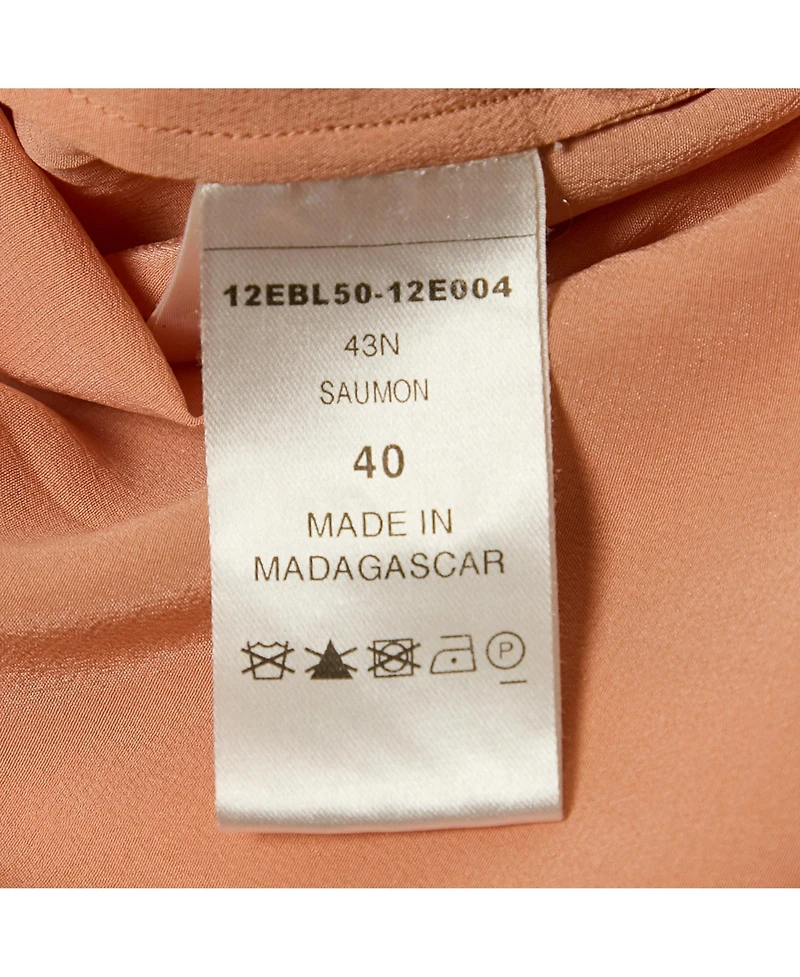 12EBL50-12E004
43N
SAUMON
40
MADE IN
MADAGASCAR
P